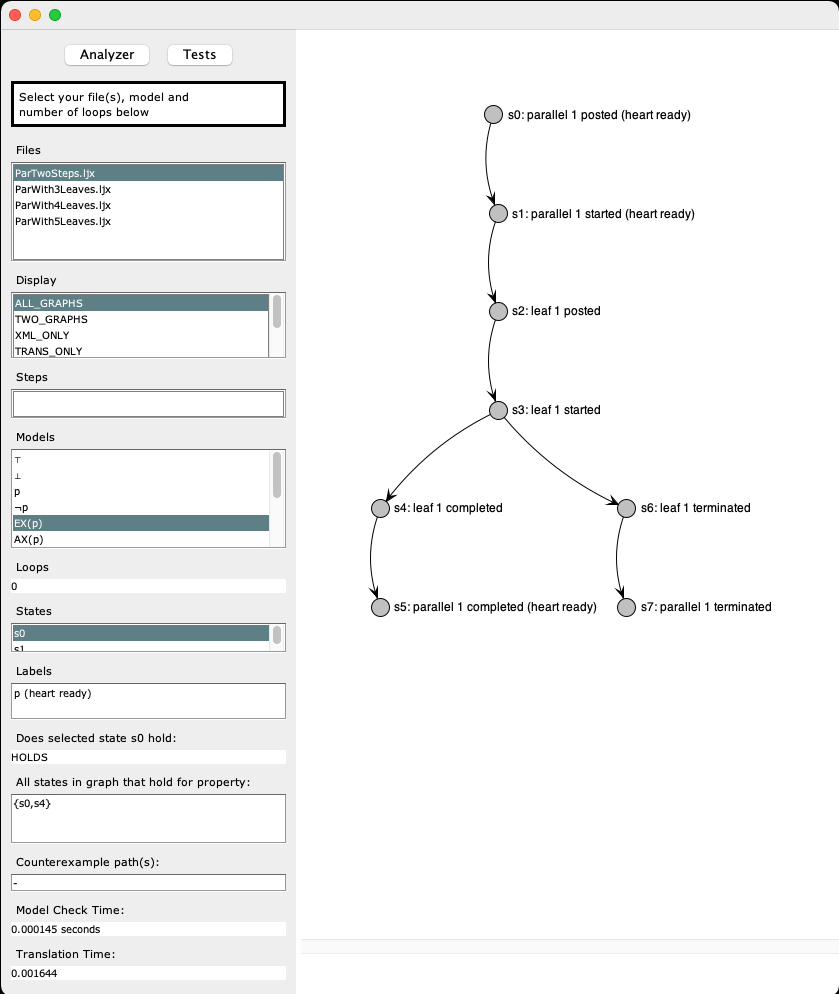 Analyzer
Tests
Select your file(s), model and
number of loops below
Files
ParTwoSteps.ljx
ParWith3Leaves.ljx
ParWith4Leaves.ljx
ParWith5Leaves.ljx
Display
ALL_GRAPHS
TWO_GRAPHS
XML_ONLY
TRANS_ONLY
Steps
Models
⊤
⊥
p
¬p
EX(p)
AX(p)
Loops
0
States
s0
s1
Labels
p (heart ready)
Does selected state s0 hold:
HOLDS
All states in graph that hold for property:
{s0,s4}
Counterexample path(s):
-
Model Check Time:
0.000145 seconds
Translation Time:
0.001644
s0: parallel 1 posted (heart ready)
s1: parallel 1 started (heart ready)
s2: leaf 1 posted
s3: leaf 1 started
s4: leaf 1 completed
s6: leaf 1 terminated
s5: parallel 1 completed (heart ready)
s7: parallel 1 terminated